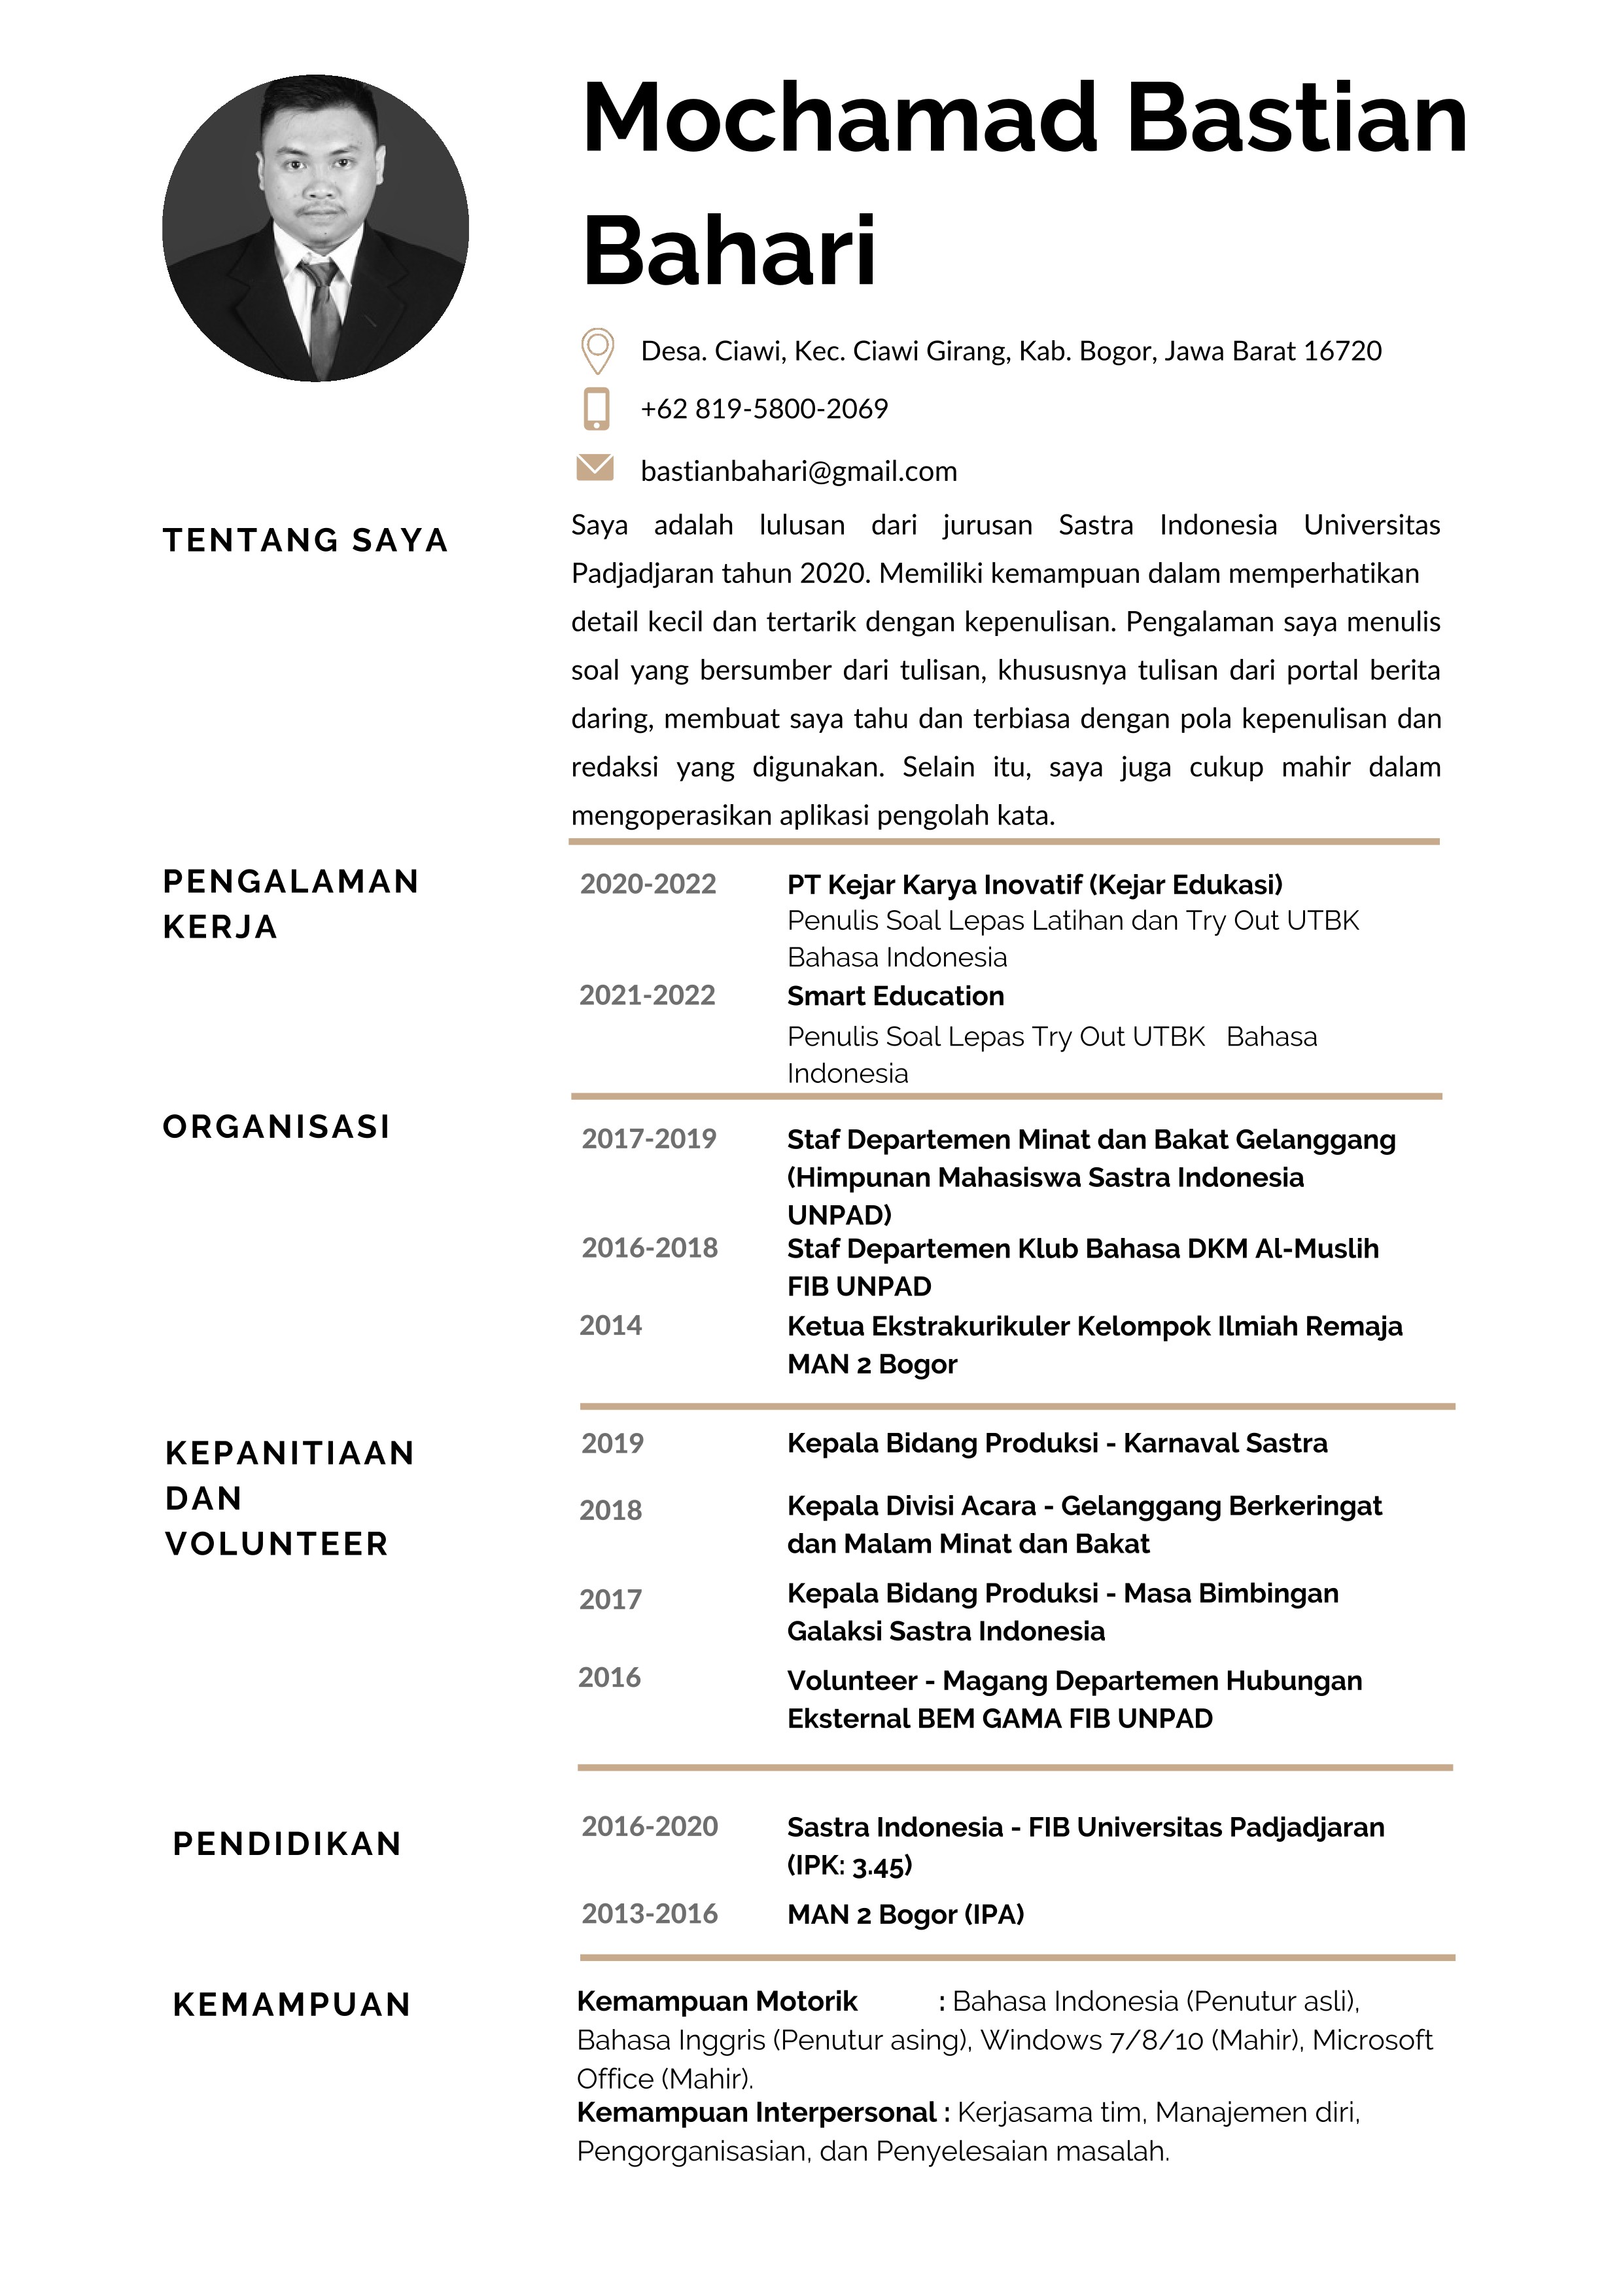 Mochamad Bastian
Bahari
Desa. Ciawi, Kec. Ciawi Girang, Kab. Bogor, Jawa Barat 16720
+62 819-5800-2069
bastianbahari@gmail.com
TENTANG SAYA
Saya adalah lulusan dari jurusan Sastra Indonesia Universitas
Padjadjaran tahun 2020. Memiliki kemampuan dalam memperhatikan
detail kecil dan tertarik dengan kepenulisan. Pengalaman saya menulis
soal yang bersumber dari tulisan, khususnya tulisan dari portal berita
daring, membuat saya tahu dan terbiasa dengan pola kepenulisan dan
redaksi yang digunakan. Selain itu, saya juga cukup mahir dalam
mengoperasikan aplikasi pengolah kata.
PENGALAMAN
KERJA
2020-2022
PT Kejar Karya Inovatif (Kejar Edukasi)
Penulis Soal Lepas Latihan dan Try Out UTBK
Bahasa Indonesia
2021-2022
Smart Education
Penulis Soal Lepas Try Out UTBK Bahasa
Indonesia
ORGANISASI
2017-2019
Staf Departemen Minat dan Bakat Gelanggang
(Himpunan Mahasiswa Sastra Indonesia
UNPAD)
2016-2018
Staf Departemen Klub Bahasa DKM Al-Muslih
FIB UNPAD
2014
Ketua Ekstrakurikuler Kelompok Ilmiah Remaja
MAN 2 Bogor
KEPANITIAAN
DAN
VOLUNTEER
2019
Kepala Bidang Produksi - Karnaval Sastra
2018
Kepala Divisi Acara - Gelanggang Berkeringat
dan Malam Minat dan Bakat
2017
Kepala Bidang Produksi - Masa Bimbingan
Galaksi Sastra Indonesia
2016
Volunteer - Magang Departemen Hubungan
Eksternal BEM GAMA FIB UNPAD
PENDIDIKAN
2016-2020
Sastra Indonesia - FIB Universitas Padjadjaran
(IPK: 3.45)
2013-2016
MAN 2 Bogor (IPA)
KEMAMPUAN
Kemampuan Motorik : Bahasa Indonesia (Penutur asli),
Bahasa Inggris (Penutur asing), Windows 7/8/10 (Mahir), Microsoft
Office (Mahir).
Kemampuan Interpersonal : Kerjasama tim, Manajemen diri,
Pengorganisasian, dan Penyelesaian masalah.